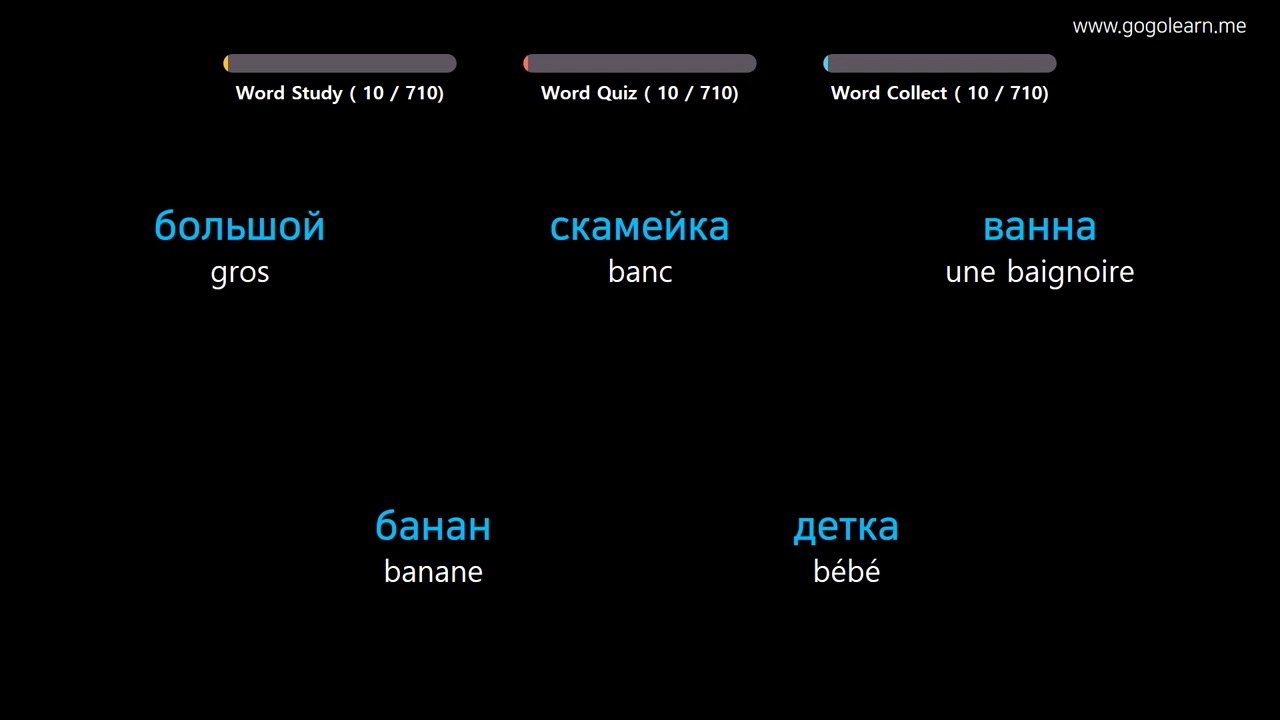 www.gogolearn.me
Word Study ( 10 / 710)
Word Quiz ( 10 / 710)
Word Collect ( 10 / 710)
большой
gros
скамейка
banc
ванна
une baignoire
банан
banane
детка
bébé